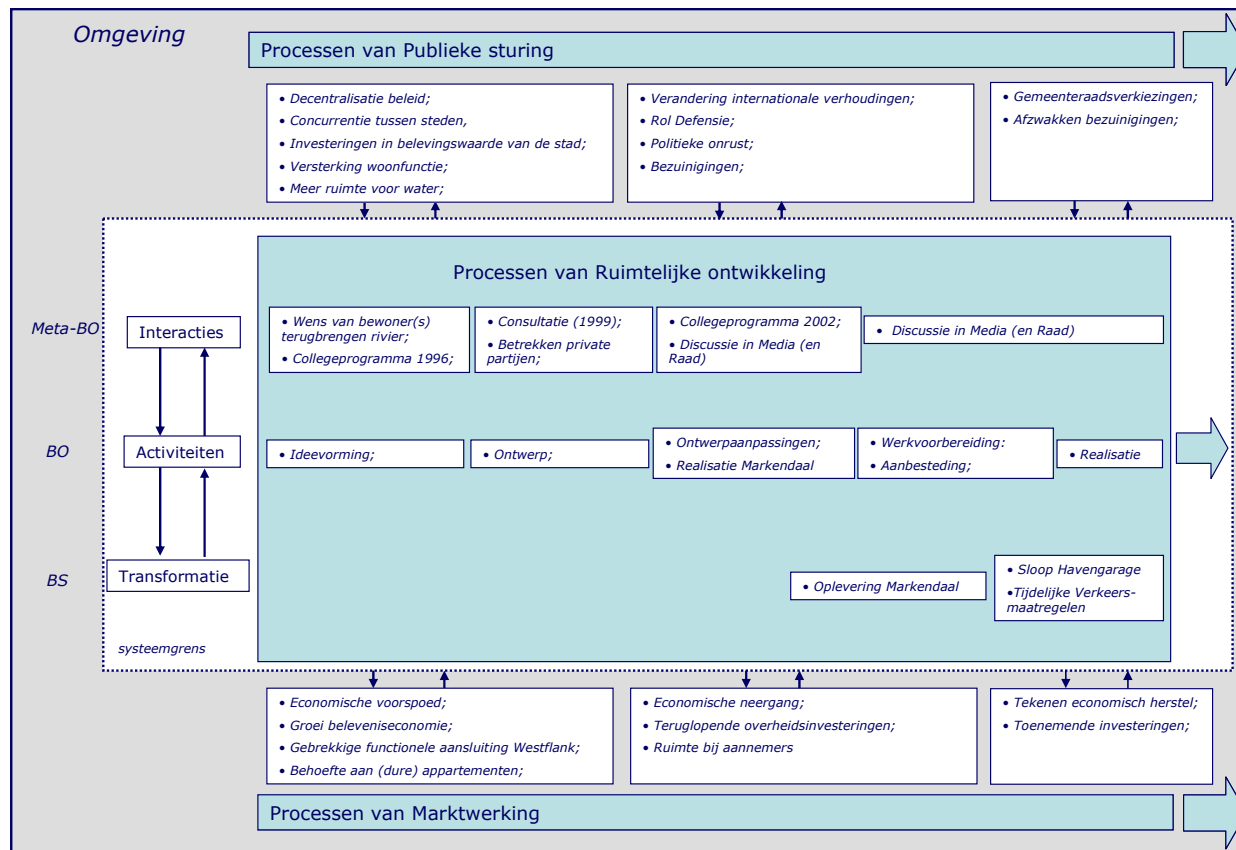 Omgeving
Processen van Publieke sturing
• Decentralisatie beleid;
• Concurrentie tussen steden,
• Investeringen in belevingswaarde van de stad;
• Versterking woonfunctie;
• Meer ruimte voor water;
• Verandering internationale verhoudingen;
• Rol Defensie;
• Politieke onrust;
• Bezuinigingen;
• Gemeenteraadsverkiezingen;
• Afzwakken bezuinigingen;
Processen van Ruimtelijke ontwikkeling
Meta-BO
Interacties
• Wens van bewoner(s)
terugbrengen rivier;
• Collegeprogramma 1996;
• Consultatie (1999);
• Betrekken private
partijen;
• Collegeprogramma 2002;
• Discussie in Media (en
Raad)
• Discussie in Media (en Raad)
BO
Activiteiten
• Ideevorming;
• Ontwerp;
• Ontwerpaanpassingen;
• Realisatie Markendaal
• Werkvoorbereiding:
• Aanbesteding;
• Realisatie
BS
Transformatie
• Oplevering Markendaal
• Sloop Havengarage
•Tijdelijke Verkeers-
maatregelen
systeemgrens
• Economische voorspoed;
• Groei beleveniseconomie;
• Gebrekkige functionele aansluiting Westflank;
• Behoefte aan (dure) appartementen;
• Economische neergang;
• Teruglopende overheidsinvesteringen;
• Ruimte bij aannemers
• Tekenen economisch herstel;
• Toenemende investeringen;
Processen van Marktwerking